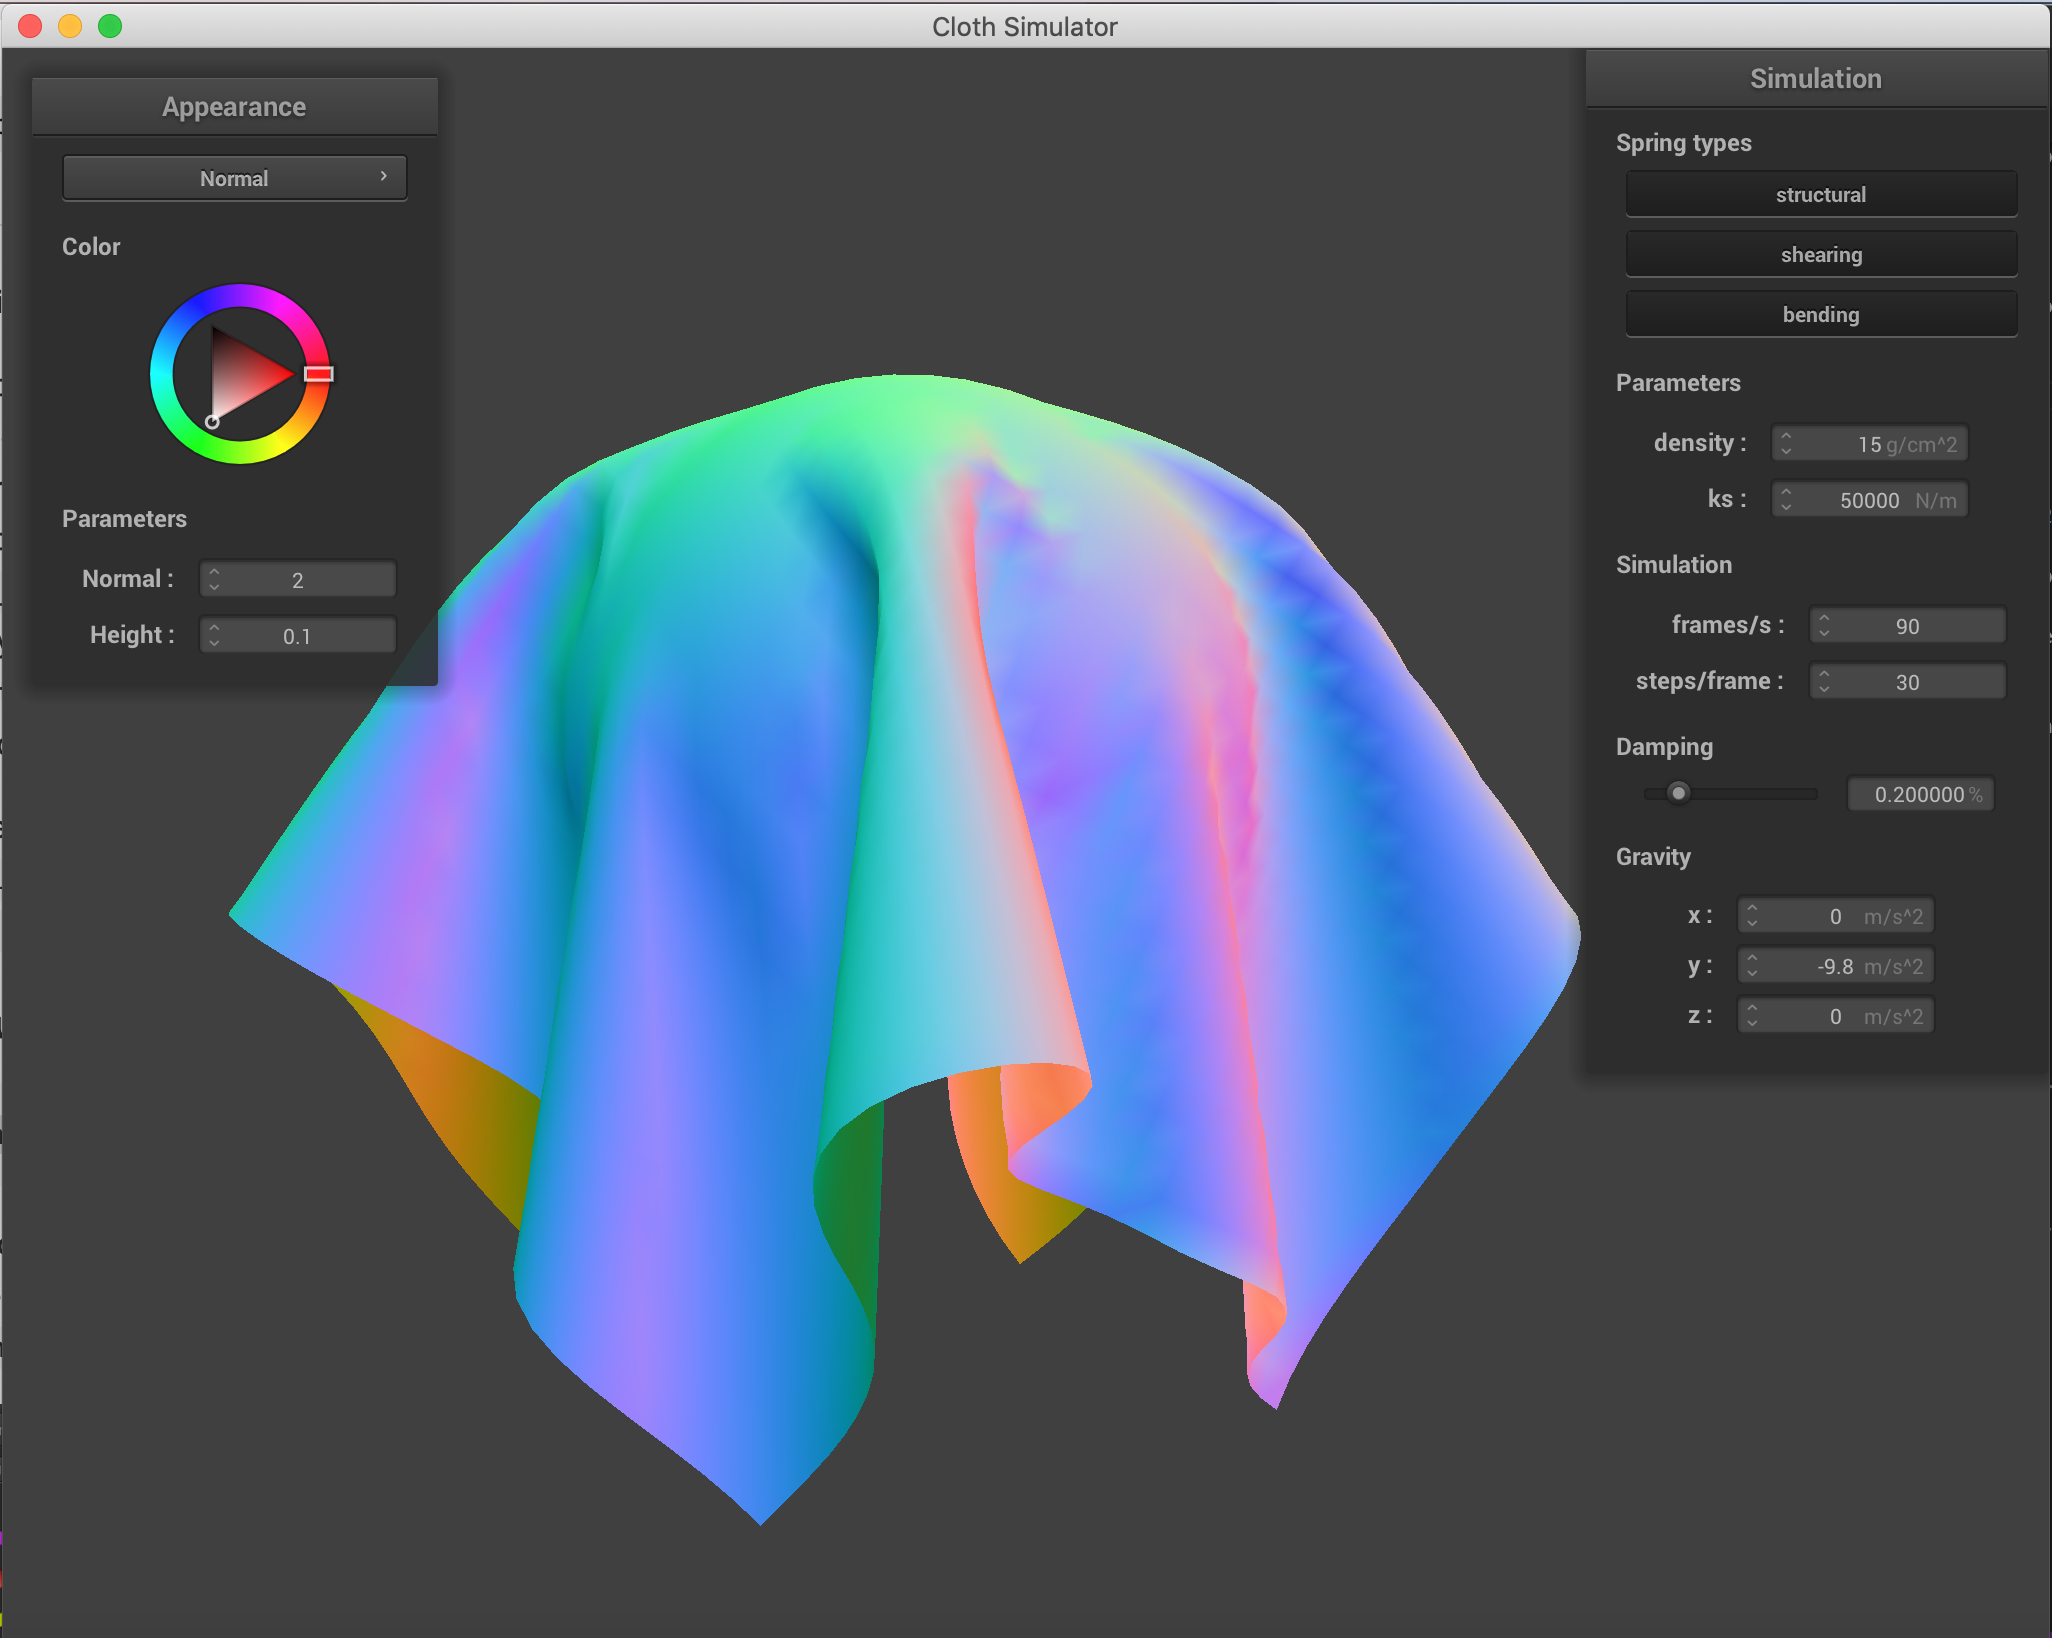 Cloth Simulator
Appearance
Normal
Color
Parameters
Normal : 2
Height : 0.1
Simulation
Spring types
structural
shearing
bending
Parameters
density : 15 g/cm^2
ks : 50000 N/m
Simulation
frames/s : 90
steps/frame : 30
Damping
0.200000 %
Gravity
x : 0 m/s^2
y : -9.8 m/s^2
z : 0 m/s^2